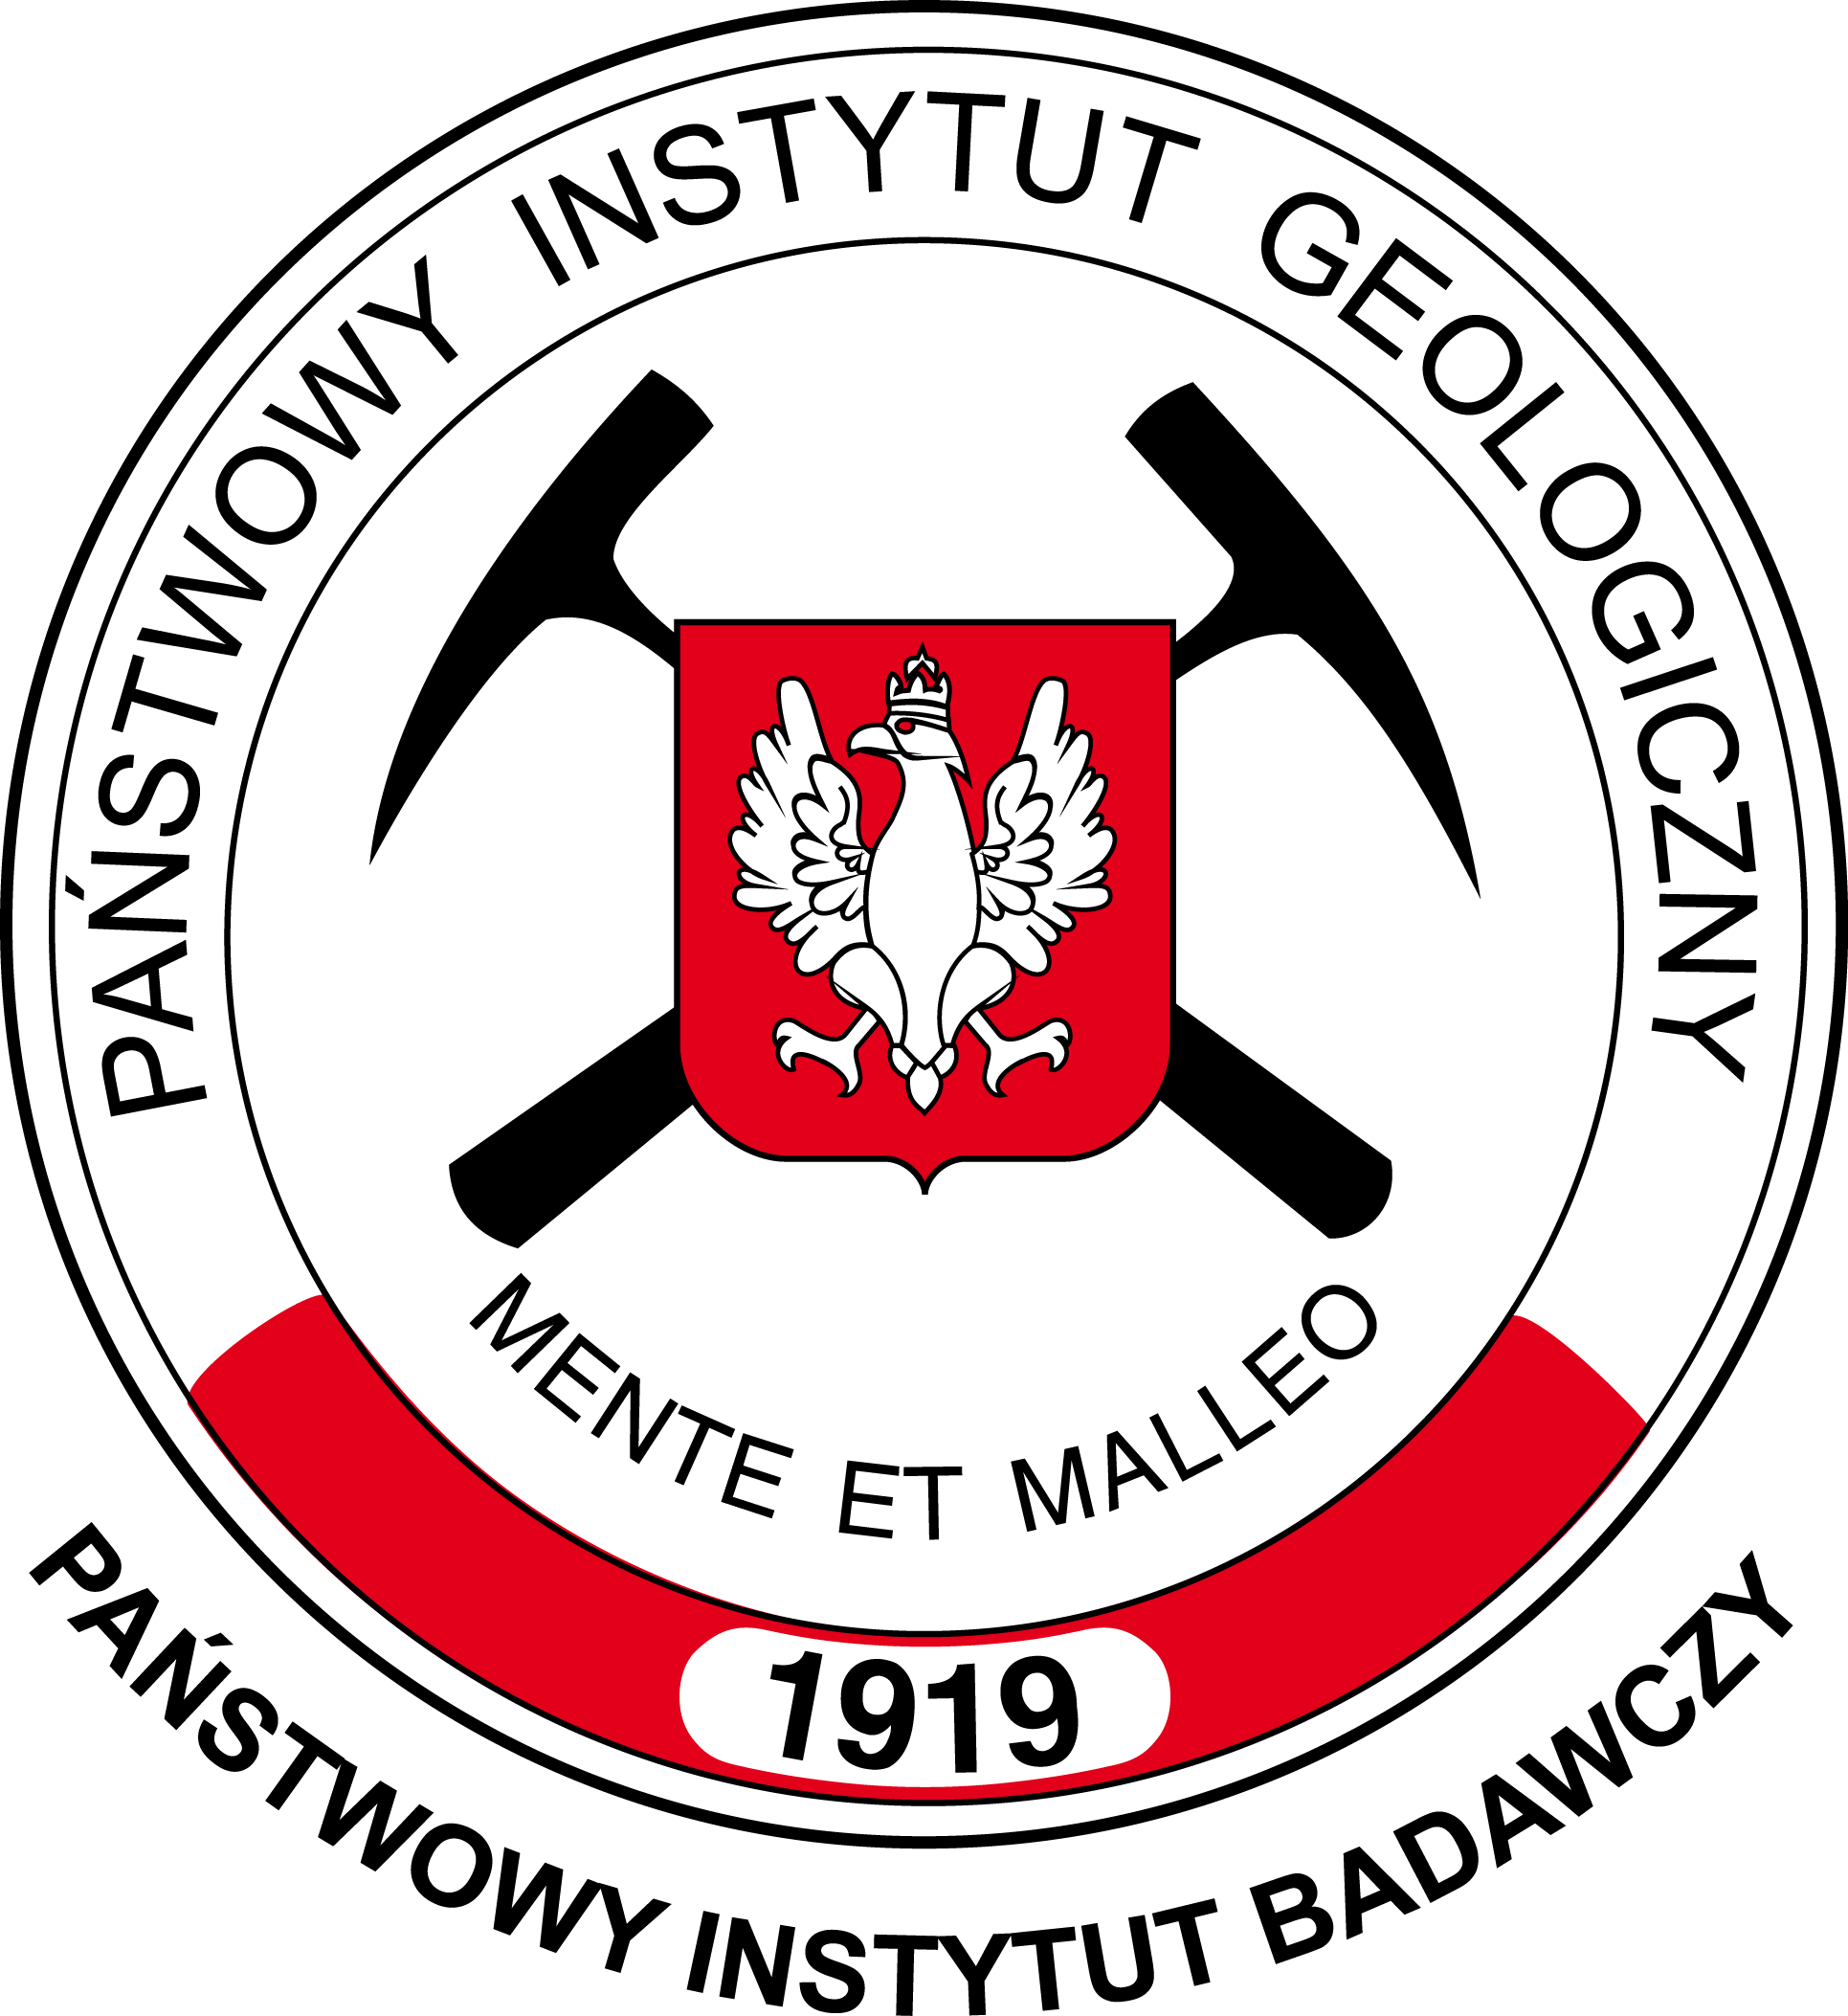 PAŃSTWOWY INSTYTUT GEOLOGICZNY
MENTE ET MALLEO
1919
PAŃSTWOWY INSTYTUT BADAWCZY